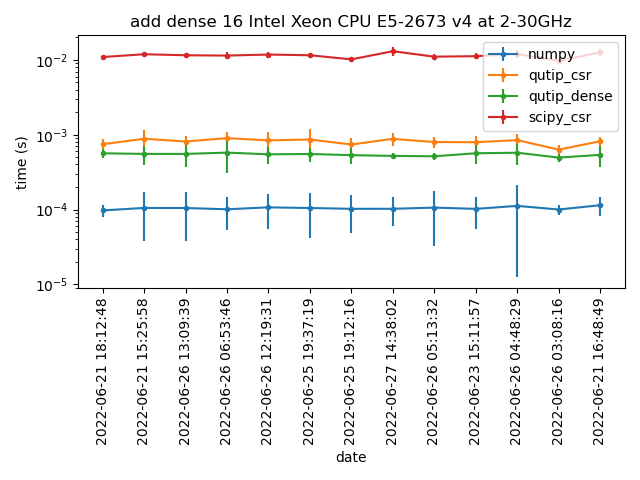 add dense 16 Intel Xeon CPU E5-2673 v4 at 2-30GHz
numpy
qutip_csr
qutip_dense
scipy_csr
time (s)
10⁻²
10⁻³
10⁻⁴
10⁻⁵
2022-06-21 18:12:48
2022-06-21 15:25:58
2022-06-26 13:09:39
2022-06-26 06:53:46
2022-06-26 12:19:31
2022-06-25 19:37:19
2022-06-25 19:12:16
2022-06-27 14:38:02
2022-06-26 05:13:32
2022-06-23 15:11:57
2022-06-26 04:48:29
2022-06-26 03:08:16
2022-06-21 16:48:49
date